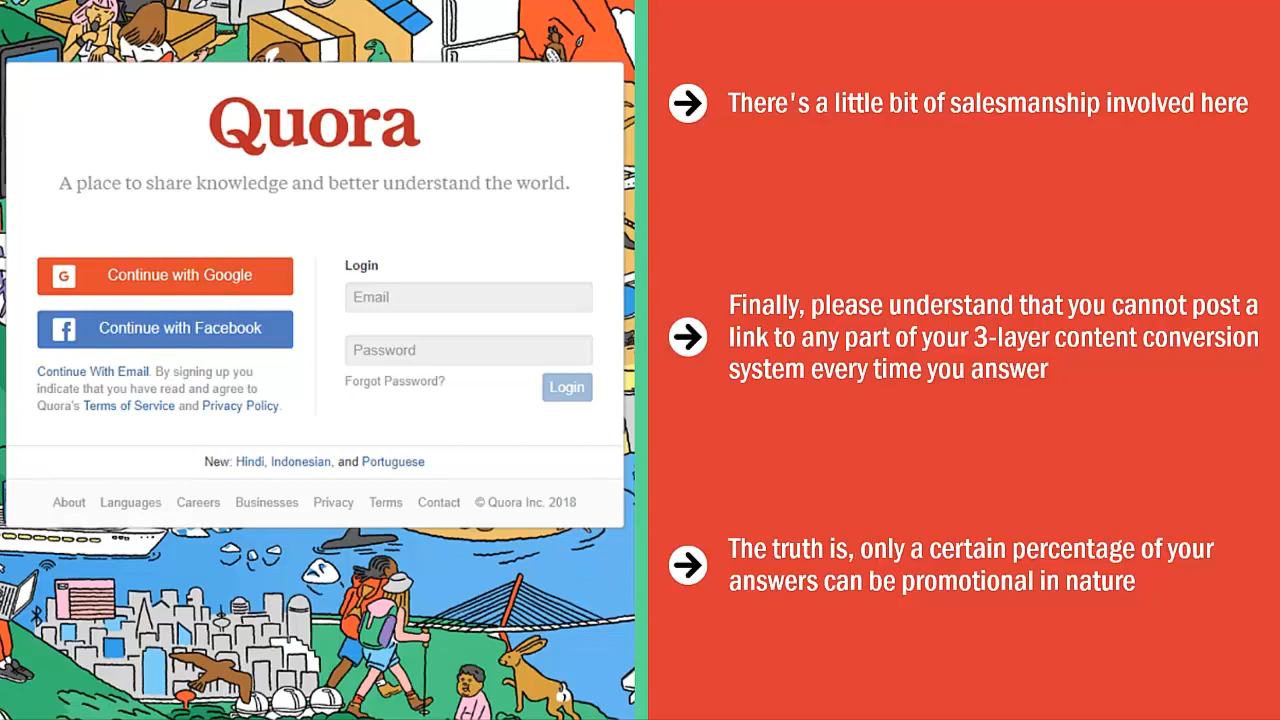 Quora
A place to share knowledge and better understand the world.
G Continue with Google
f Continue with Facebook
Continue With Email. By signing up
you indicate that you have read and agree to
Quora's Terms of Service and Privacy Policy.
Login
Email
Password
Forgot Password?
Login
New: Hindi, Indonesian, and Portuguese
About Languages Careers Businesses Privacy Terms Contact © Quora Inc. 2018
There's a little bit of salesmanship involved here
Finally, please understand that you cannot post a
link to any part of your 3-layer content conversion
system every time you answer
The truth is, only a certain percentage of your
answers can be promotional in nature